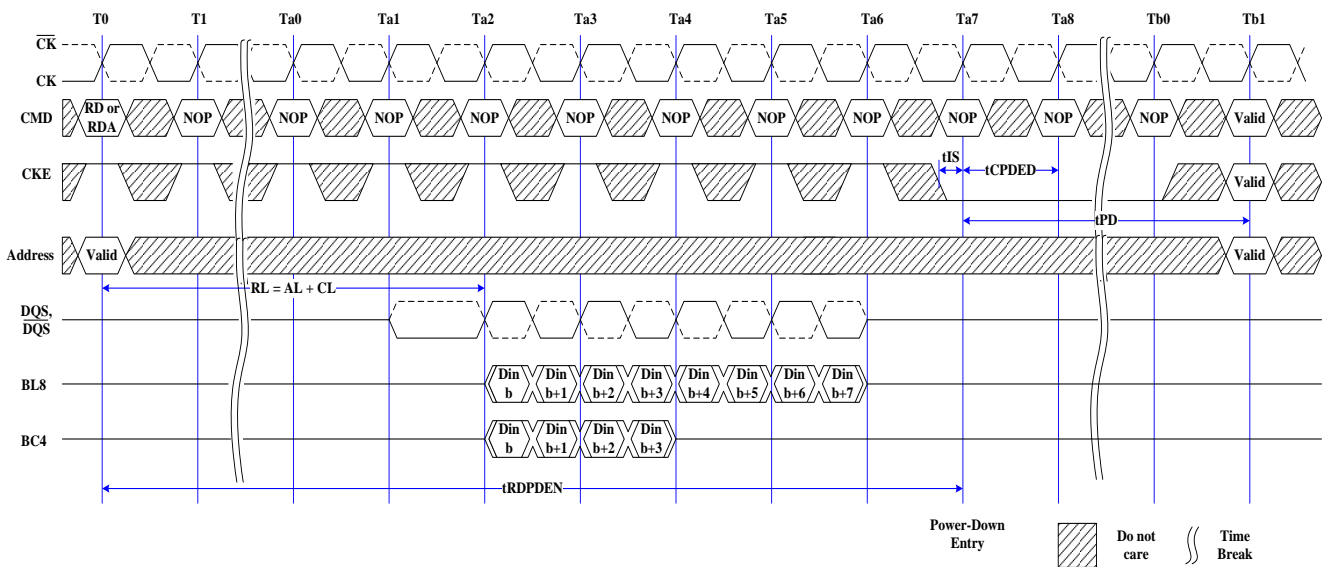 T0 T1 Ta0 Ta1 Ta2 Ta3 Ta4 Ta5 Ta6 Ta7 Ta8 Tb0 Tb1
CK
CK
CMD RD or RDA NOP NOP NOP NOP NOP NOP NOP NOP NOP NOP NOP Valid
tIS
CKE tCPDED Valid
tPD
Address Valid Valid
RL = AL + CL
DQS,
DQS
BL8 Din b Din b+1 Din b+2 Din b+3 Din b+4 Din b+5 Din b+6 Din b+7
BC4 Din b Din b+1 Din b+2 Din b+3
tRDPDEN
Power-Down
Entry
Do not
care
Time
Break